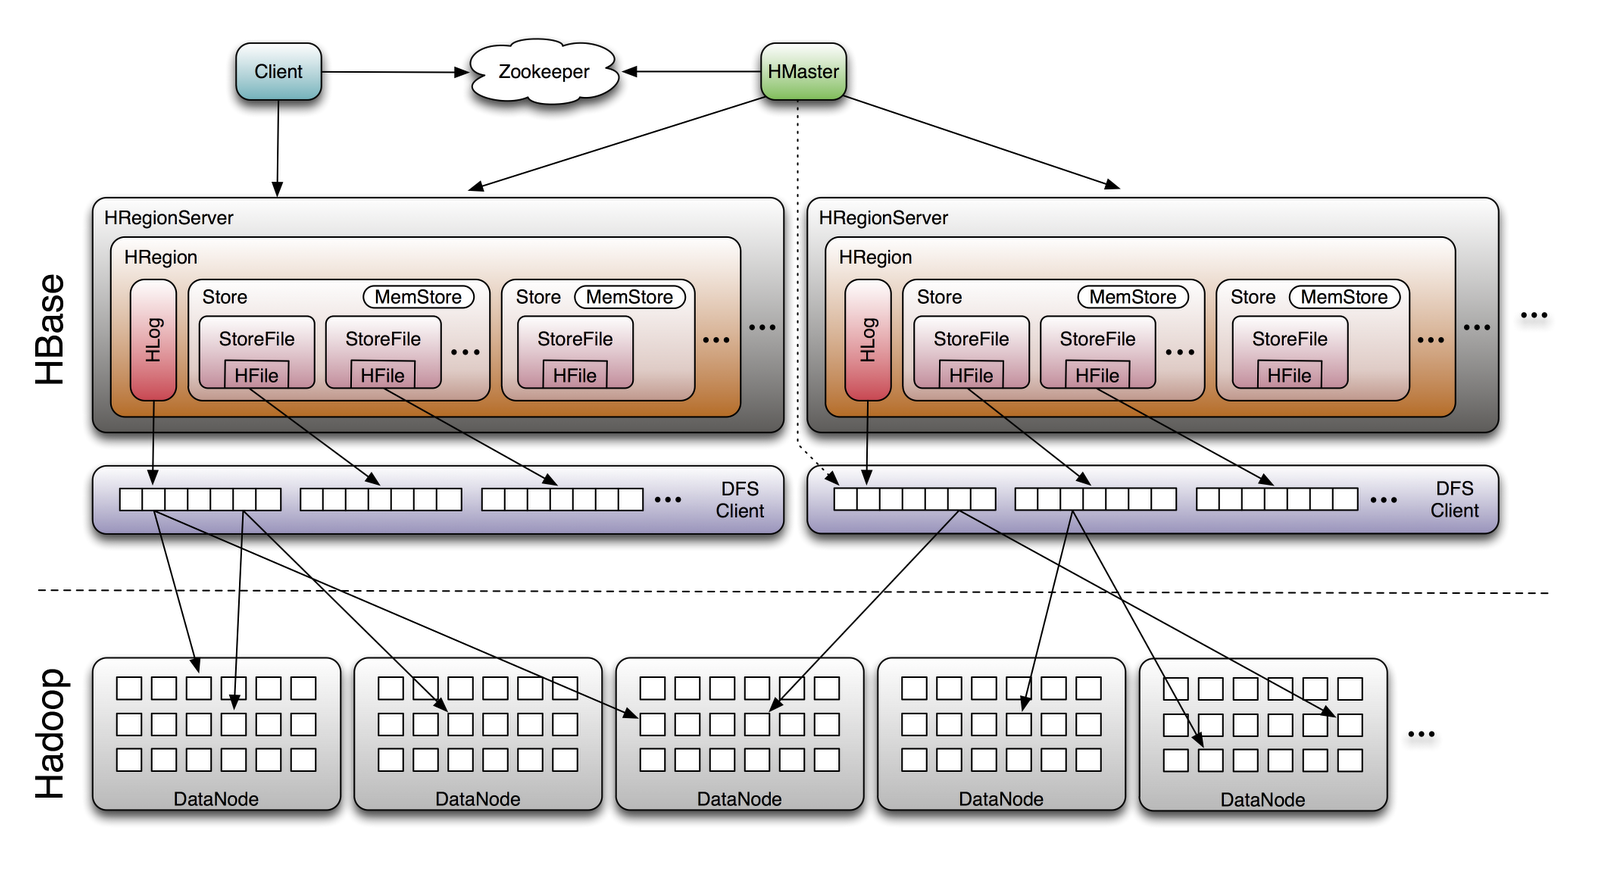 Client
Zookeeper
HMaster
HBase
HRegionServer
HRegion
HLog
Store
MemStore
StoreFile
HFile
StoreFile
HFile
...
Store
MemStore
StoreFile
HFile
...
...
HRegionServer
HRegion
HLog
Store
MemStore
StoreFile
HFile
StoreFile
HFile
...
Store
MemStore
StoreFile
HFile
...
...
...
...
DFS
Client
...
DFS
Client
Hadoop
DataNode
DataNode
DataNode
DataNode
DataNode
...